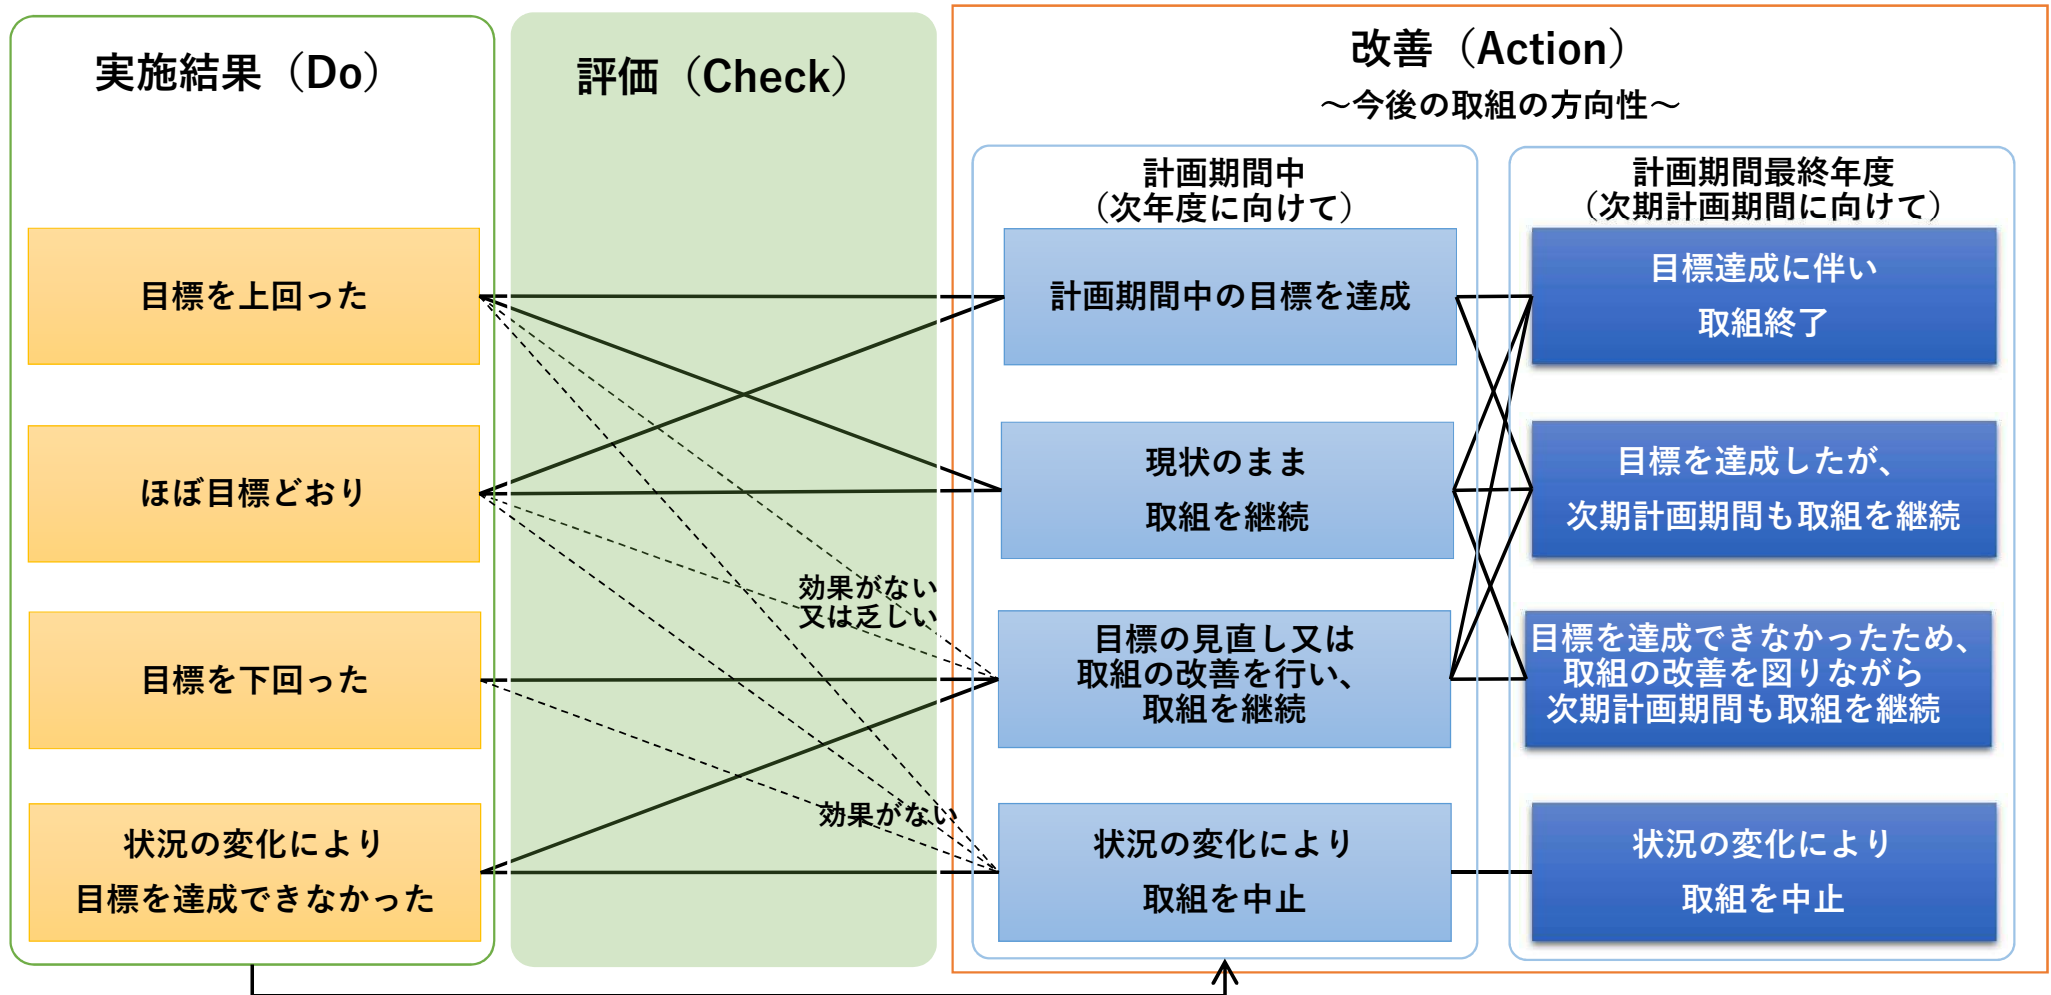 実施結果（Do）
目標を上回った
ほぼ目標どおり
目標を下回った
状況の変化により
目標を達成できなかった
評価（Check）
効果がない
又は乏しい
効果がない
改善（Action）
～今後の取組の方向性～
計画期間中
（次年度に向けて）
計画期間中の目標を達成
現状のまま
取組を継続
目標の見直し又は
取組の改善を行い、
取組を継続
状況の変化により
取組を中止
計画期間最終年度
（次期計画期間に向けて）
目標達成に伴い
取組終了
目標を達成したが、
次期計画期間も取組を継続
目標を達成できなかったため、
取組の改善を図りながら
次期計画期間も取組を継続
状況の変化により
取組を中止